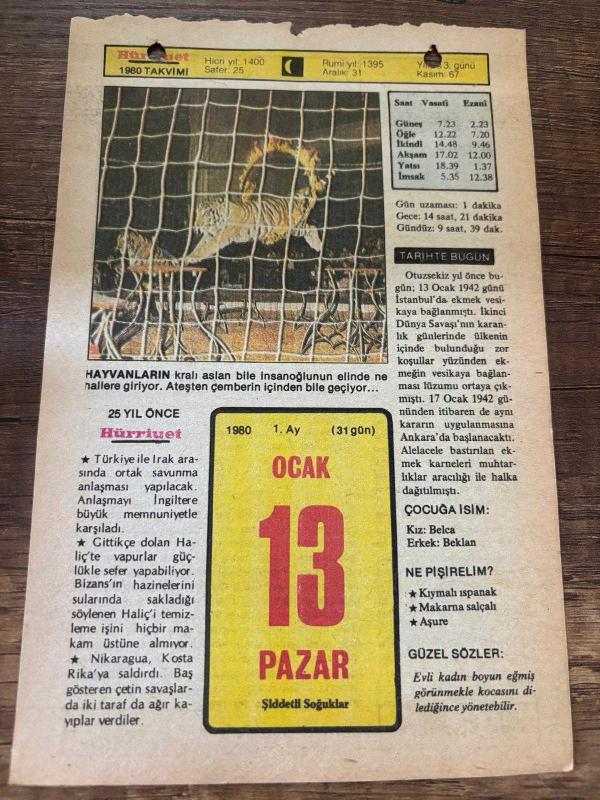 Hürriyet
1980 TAKVİMİ
Hicri yıl: 1400
Safer: 25
Rumi yıl: 1395
Aralık: 31
3. günü
Kasım: 67
Saat Vasatî Ezanî
Güneş 7.23 2.23
Öğle 12.22 7.20
İkindi 14.48 9.46
Akşam 17.02 12.00
Yatsı 18.39 1.37
İmsak 5.35 12.38
Gün uzaması: 1 dakika
Gece: 14 saat, 21 dakika
Gündüz: 9 saat, 39 dak.
HAYVANLARIN kralı aslan bile insanoğlunun elinde ne
hallere giriyor. Ateşten çemberin içinden bile geçiyor...
TARİHTE BUGÜN
Otuzsekiz yıl önce bu-
gün; 13 Ocak 1942 günü
İstanbul'da ekmek vesi-
kaya bağlanmıştı. İkinci
Dünya Savaşı'nın karan-
lık günlerinde ülkenin
içinde bulunduğu zor
koşullar yüzünden ek-
meğin vesikaya bağlan-
ması lüzumu ortaya çık-
mıştı. 17 Ocak 1942 gü-
nünden itibaren de aynı
kararın uygulanmasına
Ankara'da başlanacaktı.
Alelacele bastırılan ek-
mek karneleri muhtar-
lıklar aracılığı ile halka
dağıtılmıştı.
25 YIL ÖNCE
Hürriyet
★ Türkiye ile Irak ara-
sında ortak savunma
anlaşması yapılacak.
Anlaşmayı İngiltere
büyük memnuniyetle
karşıladı.
★ Gittikçe dolan Ha-
liç'te vapurlar güç-
lükle sefer yapabiliyor.
Bizans'ın hazinelerini
sularında sakladığı
söylenen Haliç'i temiz-
leme işini hiçbir ma-
kam üstüne almıyor.
★ Nikaragua, Kosta
Rika'ya saldırdı. Baş
gösteren çetin savaşlar-
da iki taraf da ağır ka-
yıplar verdiler.
1980 1. Ay (31 gün)
OCAK
13
PAZAR
Şiddetli Soğuklar
ÇOCUĞA İSİM:
Kız: Belca
Erkek: Beklan
NE PİŞİRELİM?
★ Kıymalı ıspanak
★ Makarna salçalı
★ Aşure
GÜZEL SÖZLER:
Evli kadın boyun eğmiş
görünmekle kocasını di-
lediğince yönetebilir.